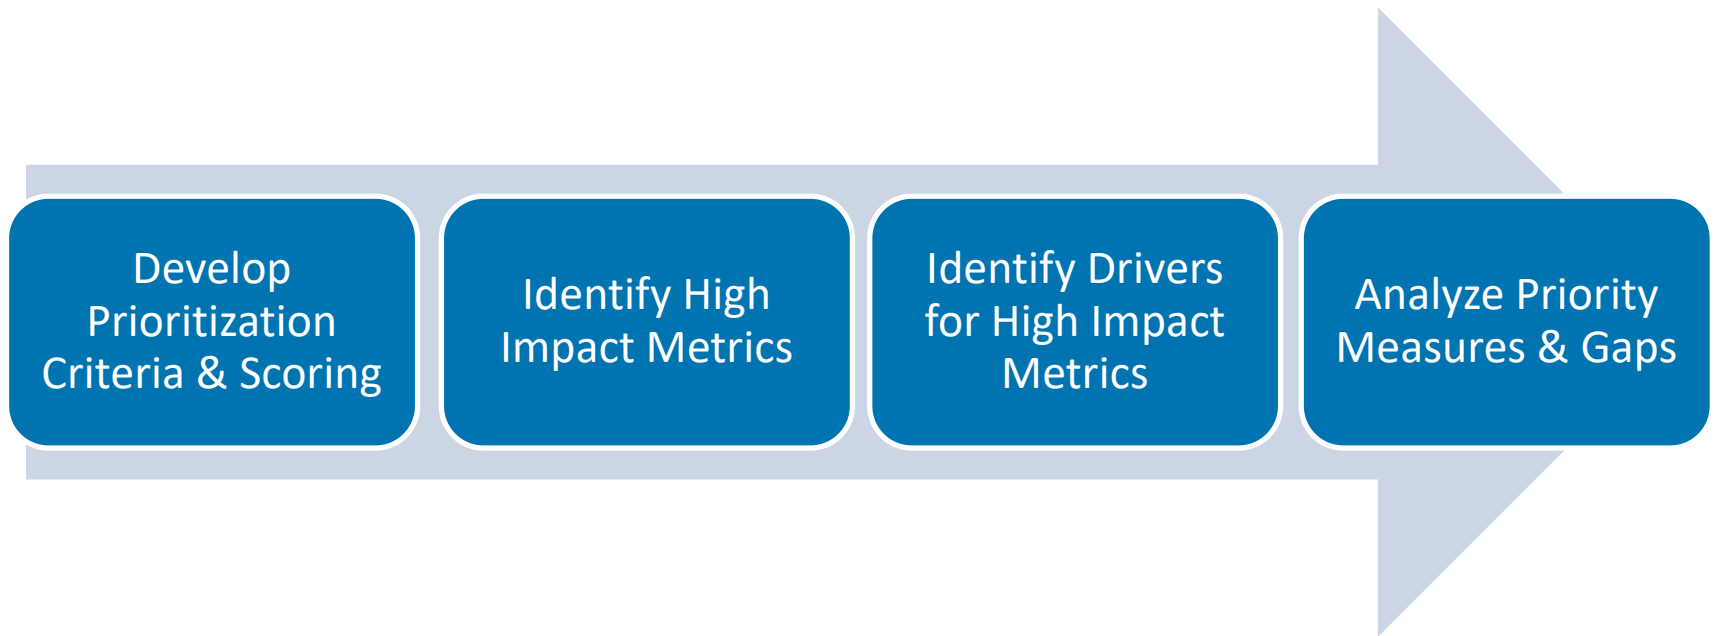 Develop
Prioritization
Criteria & Scoring
Identify High
Impact Metrics
Identify Drivers
for High Impact
Metrics
Analyze Priority
Measures & Gaps